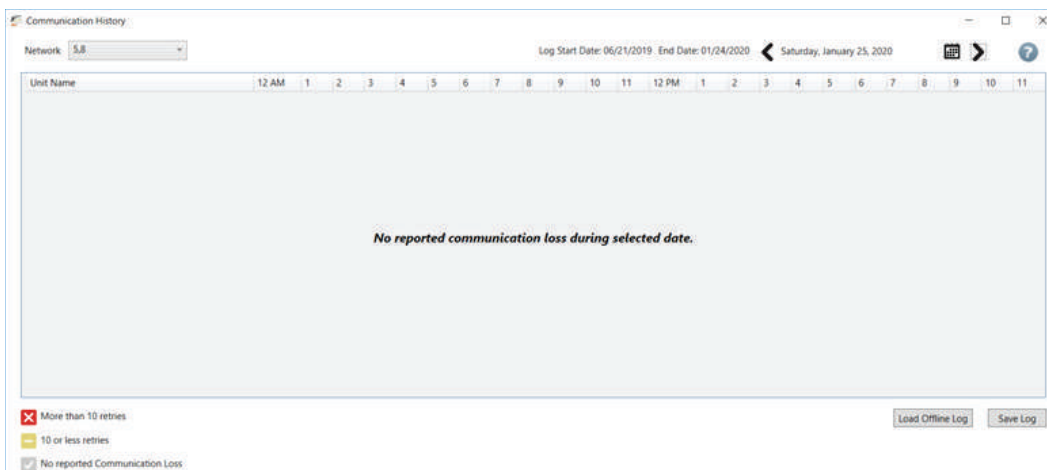 Communication History
Network 5,8 Log Start Date: 06/21/2019 End Date: 01/24/2020 Saturday, January 25, 2020 ?
Unit Name 12 AM 1 2 3 4 5 6 7 8 9 10 11 12 PM 1 2 3 4 5 6 7 8 9 10 11
No reported communication loss during selected date.
More than 10 retries Load Offline Log Save Log
10 or less retries
No reported Communication Loss